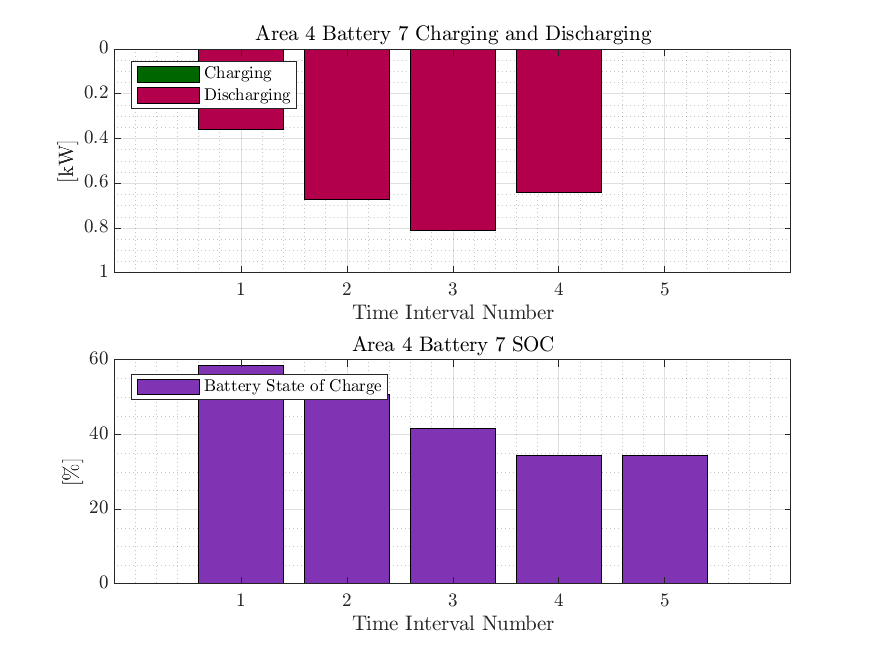 Area 4 Battery 7 Charging and Discharging
0
0.2
0.4
0.6
0.8
1
[kW]
Charging
Discharging
1 2 3 4 5
Time Interval Number
Area 4 Battery 7 SOC
60
40
20
0
[%]
Battery State of Charge
1 2 3 4 5
Time Interval Number